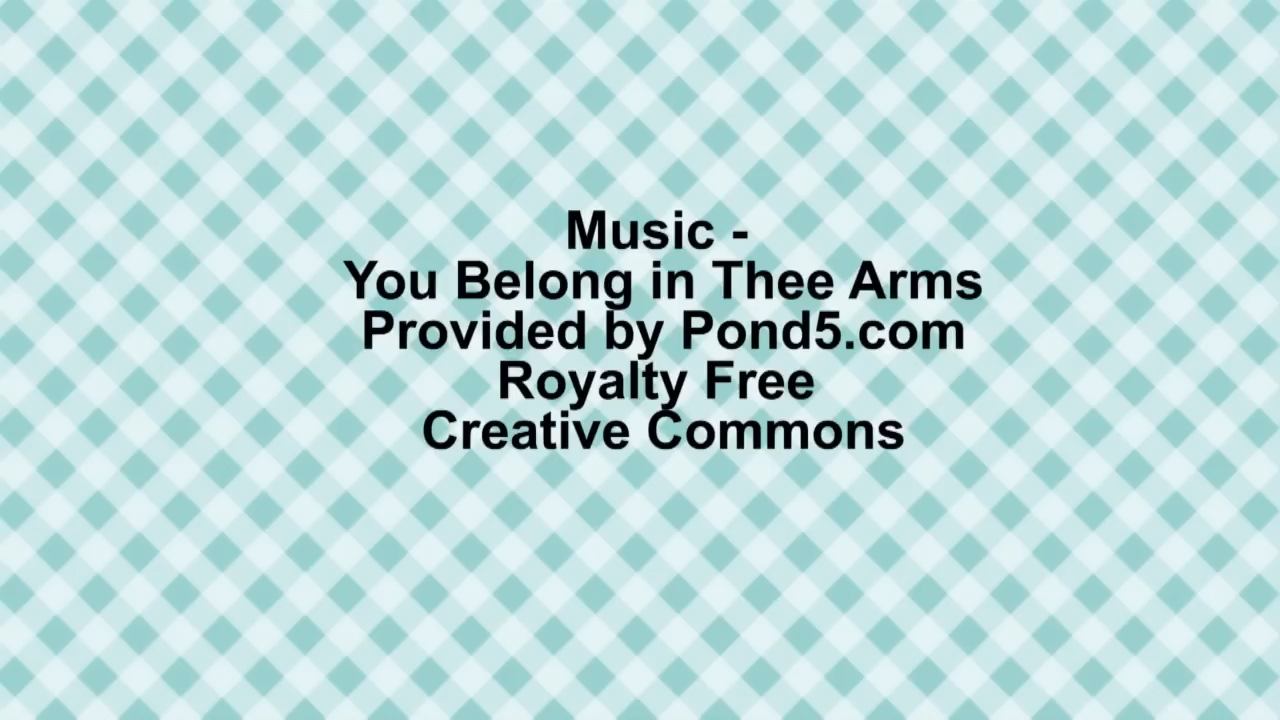 Music -
You Belong in Thee Arms
Provided by Pond5.com
Royalty Free
Creative Commons